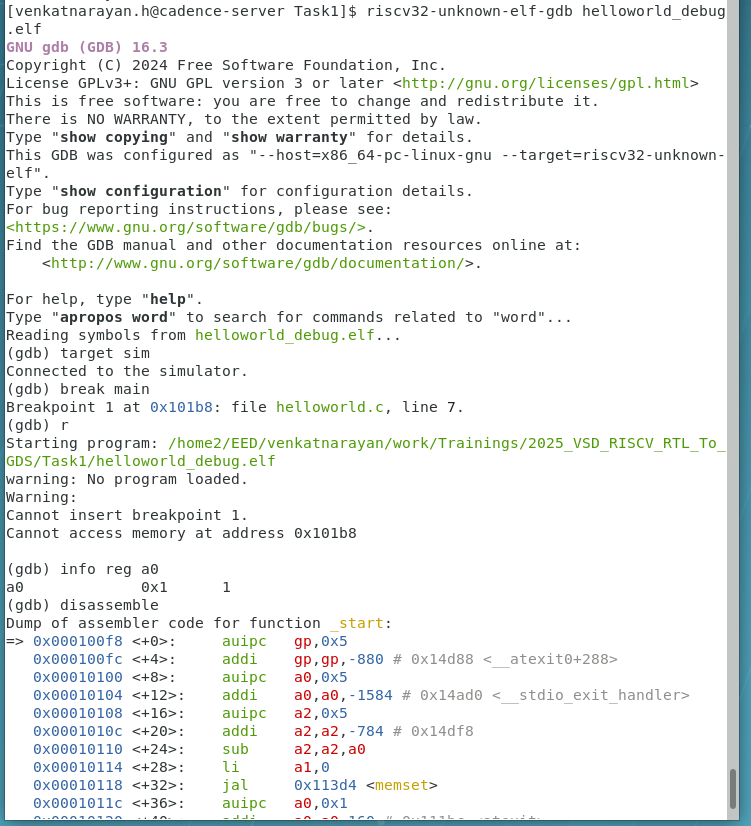 [venkatnarayan.h@cadence-server Task1]$ riscv32-unknown-elf-gdb helloworld_debug
.elf
GNU gdb (GDB) 16.3
Copyright (C) 2024 Free Software Foundation, Inc.
License GPLv3+: GNU GPL version 3 or later <http://gnu.org/licenses/gpl.html>
This is free software: you are free to change and redistribute it.
There is NO WARRANTY, to the extent permitted by law.
Type "show copying" and "show warranty" for details.
This GDB was configured as "--host=x86_64-pc-linux-gnu --target=riscv32-unknown-
elf".
Type "show configuration" for configuration details.
For bug reporting instructions, please see:
<https://www.gnu.org/software/gdb/bugs/>.
Find the GDB manual and other documentation resources online at:
    <http://www.gnu.org/software/gdb/documentation/>.

For help, type "help".
Type "apropos word" to search for commands related to "word"...
Reading symbols from helloworld_debug.elf...
(gdb) target sim
Connected to the simulator.
(gdb) break main
Breakpoint 1 at 0x101b8: file helloworld.c, line 7.
(gdb) r
Starting program: /home2/EED/venkatnarayan/work/Trainings/2025_VSD_RISCV_RTL_To_
GDS/Task1/helloworld_debug.elf
warning: No program loaded.
Warning:
Cannot insert breakpoint 1.
Cannot access memory at address 0x101b8

(gdb) info reg a0
a0             0x1      1
(gdb) disassemble
Dump of assembler code for function _start:
=> 0x000100f8 <+0>:     auipc   gp,0x5
   0x000100fc <+4>:     addi    gp,gp,-880 # 0x14d88 <__atexit0+288>
   0x00010100 <+8>:     auipc   a0,0x5
   0x00010104 <+12>:    addi    a0,a0,-1584 # 0x14ad0 <__stdio_exit_handler>
   0x00010108 <+16>:    auipc   a2,0x5
   0x0001010c <+20>:    addi    a2,a2,-784 # 0x14df8
   0x00010110 <+24>:    sub     a2,a2,a0
   0x00010114 <+28>:    li      a1,0
   0x00010118 <+32>:    jal     0x113d4 <memset>
   0x0001011c <+36>:    auipc   a0,0x1